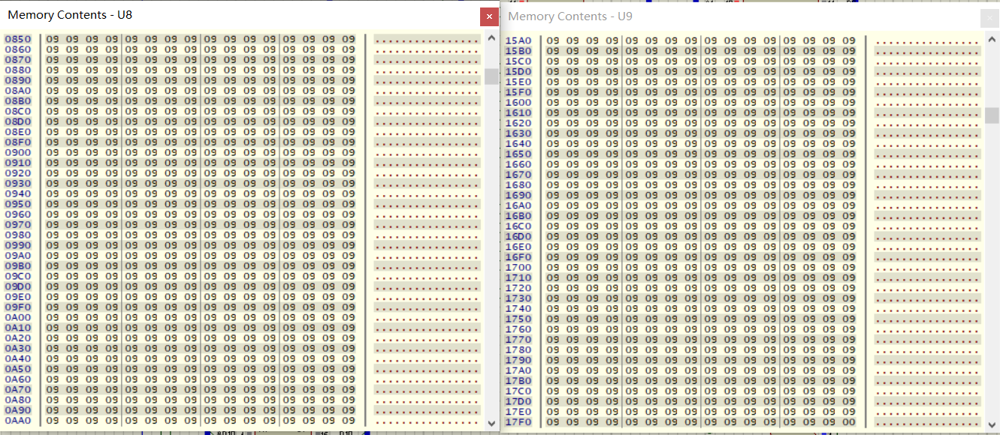 Memory Contents - U8
0850 09 09 09 09 09 09 09 09 09 09 09 09 09 09 09 09 ................
0860 09 09 09 09 09 09 09 09 09 09 09 09 09 09 09 09 ................
0870 09 09 09 09 09 09 09 09 09 09 09 09 09 09 09 09 ................
0880 09 09 09 09 09 09 09 09 09 09 09 09 09 09 09 09 ................
0890 09 09 09 09 09 09 09 09 09 09 09 09 09 09 09 09 ................
08A0 09 09 09 09 09 09 09 09 09 09 09 09 09 09 09 09 ................
08B0 09 09 09 09 09 09 09 09 09 09 09 09 09 09 09 09 ................
08C0 09 09 09 09 09 09 09 09 09 09 09 09 09 09 09 09 ................
08D0 09 09 09 09 09 09 09 09 09 09 09 09 09 09 09 09 ................
08E0 09 09 09 09 09 09 09 09 09 09 09 09 09 09 09 09 ................
08F0 09 09 09 09 09 09 09 09 09 09 09 09 09 09 09 09 ................
0900 09 09 09 09 09 09 09 09 09 09 09 09 09 09 09 09 ................
0910 09 09 09 09 09 09 09 09 09 09 09 09 09 09 09 09 ................
0920 09 09 09 09 09 09 09 09 09 09 09 09 09 09 09 09 ................
0930 09 09 09 09 09 09 09 09 09 09 09 09 09 09 09 09 ................
0940 09 09 09 09 09 09 09 09 09 09 09 09 09 09 09 09 ................
0950 09 09 09 09 09 09 09 09 09 09 09 09 09 09 09 09 ................
0960 09 09 09 09 09 09 09 09 09 09 09 09 09 09 09 09 ................
0970 09 09 09 09 09 09 09 09 09 09 09 09 09 09 09 09 ................
0980 09 09 09 09 09 09 09 09 09 09 09 09 09 09 09 09 ................
0990 09 09 09 09 09 09 09 09 09 09 09 09 09 09 09 09 ................
09A0 09 09 09 09 09 09 09 09 09 09 09 09 09 09 09 09 ................
09B0 09 09 09 09 09 09 09 09 09 09 09 09 09 09 09 09 ................
09C0 09 09 09 09 09 09 09 09 09 09 09 09 09 09 09 09 ................
09D0 09 09 09 09 09 09 09 09 09 09 09 09 09 09 09 09 ................
09E0 09 09 09 09 09 09 09 09 09 09 09 09 09 09 09 09 ................
09F0 09 09 09 09 09 09 09 09 09 09 09 09 09 09 09 09 ................
0A00 09 09 09 09 09 09 09 09 09 09 09 09 09 09 09 09 ................
0A10 09 09 09 09 09 09 09 09 09 09 09 09 09 09 09 09 ................
0A20 09 09 09 09 09 09 09 09 09 09 09 09 09 09 09 09 ................
0A30 09 09 09 09 09 09 09 09 09 09 09 09 09 09 09 09 ................
0A40 09 09 09 09 09 09 09 09 09 09 09 09 09 09 09 09 ................
0A50 09 09 09 09 09 09 09 09 09 09 09 09 09 09 09 09 ................
0A60 09 09 09 09 09 09 09 09 09 09 09 09 09 09 09 09 ................
0A70 09 09 09 09 09 09 09 09 09 09 09 09 09 09 09 09 ................
0A80 09 09 09 09 09 09 09 09 09 09 09 09 09 09 09 09 ................
0A90 09 09 09 09 09 09 09 09 09 09 09 09 09 09 09 09 ................
0AA0 09 09 09 09 09 09 09 09 09 09 09 09 09 09 09 09 ................
Memory Contents - U9
15A0 09 09 09 09 09 09 09 09 09 09 09 09 09 09 09 09 ................
15B0 09 09 09 09 09 09 09 09 09 09 09 09 09 09 09 09 ................
15C0 09 09 09 09 09 09 09 09 09 09 09 09 09 09 09 09 ................
15D0 09 09 09 09 09 09 09 09 09 09 09 09 09 09 09 09 ................
15E0 09 09 09 09 09 09 09 09 09 09 09 09 09 09 09 09 ................
15F0 09 09 09 09 09 09 09 09 09 09 09 09 09 09 09 09 ................
1600 09 09 09 09 09 09 09 09 09 09 09 09 09 09 09 09 ................
1610 09 09 09 09 09 09 09 09 09 09 09 09 09 09 09 09 ................
1620 09 09 09 09 09 09 09 09 09 09 09 09 09 09 09 09 ................
1630 09 09 09 09 09 09 09 09 09 09 09 09 09 09 09 09 ................
1640 09 09 09 09 09 09 09 09 09 09 09 09 09 09 09 09 ................
1650 09 09 09 09 09 09 09 09 09 09 09 09 09 09 09 09 ................
1660 09 09 09 09 09 09 09 09 09 09 09 09 09 09 09 09 ................
1670 09 09 09 09 09 09 09 09 09 09 09 09 09 09 09 09 ................
1680 09 09 09 09 09 09 09 09 09 09 09 09 09 09 09 09 ................
1690 09 09 09 09 09 09 09 09 09 09 09 09 09 09 09 09 ................
16A0 09 09 09 09 09 09 09 09 09 09 09 09 09 09 09 09 ................
16B0 09 09 09 09 09 09 09 09 09 09 09 09 09 09 09 09 ................
16C0 09 09 09 09 09 09 09 09 09 09 09 09 09 09 09 09 ................
16D0 09 09 09 09 09 09 09 09 09 09 09 09 09 09 09 09 ................
16E0 09 09 09 09 09 09 09 09 09 09 09 09 09 09 09 09 ................
16F0 09 09 09 09 09 09 09 09 09 09 09 09 09 09 09 09 ................
1700 09 09 09 09 09 09 09 09 09 09 09 09 09 09 09 09 ................
1710 09 09 09 09 09 09 09 09 09 09 09 09 09 09 09 09 ................
1720 09 09 09 09 09 09 09 09 09 09 09 09 09 09 09 09 ................
1730 09 09 09 09 09 09 09 09 09 09 09 09 09 09 09 09 ................
1740 09 09 09 09 09 09 09 09 09 09 09 09 09 09 09 09 ................
1750 09 09 09 09 09 09 09 09 09 09 09 09 09 09 09 09 ................
1760 09 09 09 09 09 09 09 09 09 09 09 09 09 09 09 09 ................
1770 09 09 09 09 09 09 09 09 09 09 09 09 09 09 09 09 ................
1780 09 09 09 09 09 09 09 09 09 09 09 09 09 09 09 09 ................
1790 09 09 09 09 09 09 09 09 09 09 09 09 09 09 09 09 ................
17A0 09 09 09 09 09 09 09 09 09 09 09 09 09 09 09 09 ................
17B0 09 09 09 09 09 09 09 09 09 09 09 09 09 09 09 09 ................
17C0 09 09 09 09 09 09 09 09 09 09 09 09 09 09 09 09 ................
17D0 09 09 09 09 09 09 09 09 09 09 09 09 09 09 09 09 ................
17E0 09 09 09 09 09 09 09 09 09 09 09 09 09 09 09 09 ................
17F0 09 09 09 09 09 09 09 09 09 09 09 09 09 09 09 00 ................